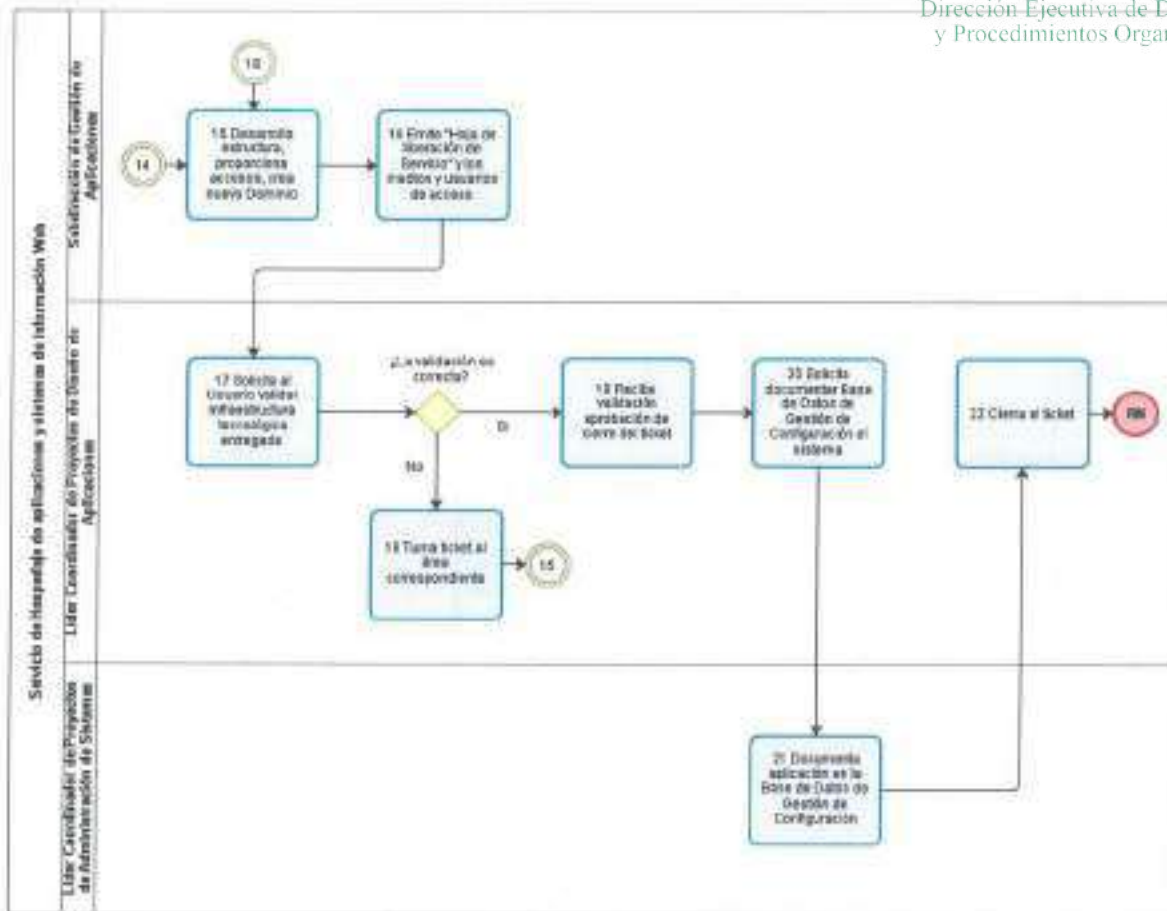 Dirección Ejecutiva de D
y Procedimientos Organ
Servicio de Hospedaje de aplicaciones y sistemas de información Web
Subdirección de Gestión de
Aplicaciones
18
14
15 Desarrolla
estructura,
proporciona
accesos, crea
nuevo Dominio
16 Emite "Hoja de
liberación de
Servicio" y los
medios y usuarios
de acceso
Líder Coordinador de Proyectos de Diseño de
Aplicaciones
17 Solicita al
Usuario validar
infraestructura
tecnológica
entregada
¿La validación es
correcta?
Si
No
18 Turna ticket al
área
correspondiente
15
19 Recibe
validación
aprobación de
cierre del ticket
20 Solicita
documentar Base
de Datos de
Gestión de
Configuración el
sistema
22 Cierra el ticket
FIN
Líder Coordinador de Proyectos
de Administración de Sistemas
21 Documenta
aplicación en la
Base de Datos de
Gestión de
Configuración